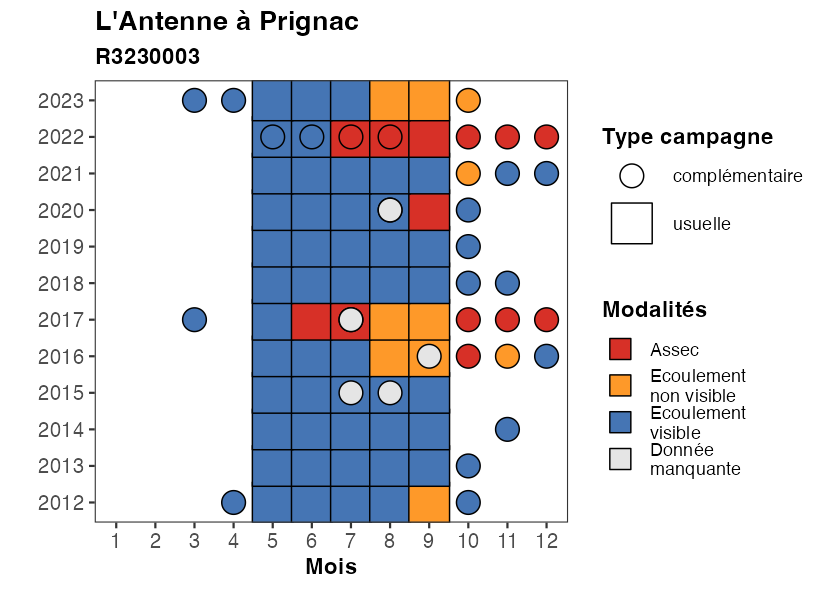 L'Antenne à Prignac
R3230003
2023
2022
2021
2020
2019
2018
2017
2016
2015
2014
2013
2012
1 2 3 4 5 6 7 8 9 10 11 12
Mois
Type campagne
complémentaire
usuelle
Modalités
Assec
Ecoulement
non visible
Ecoulement
visible
Donnée
manquante